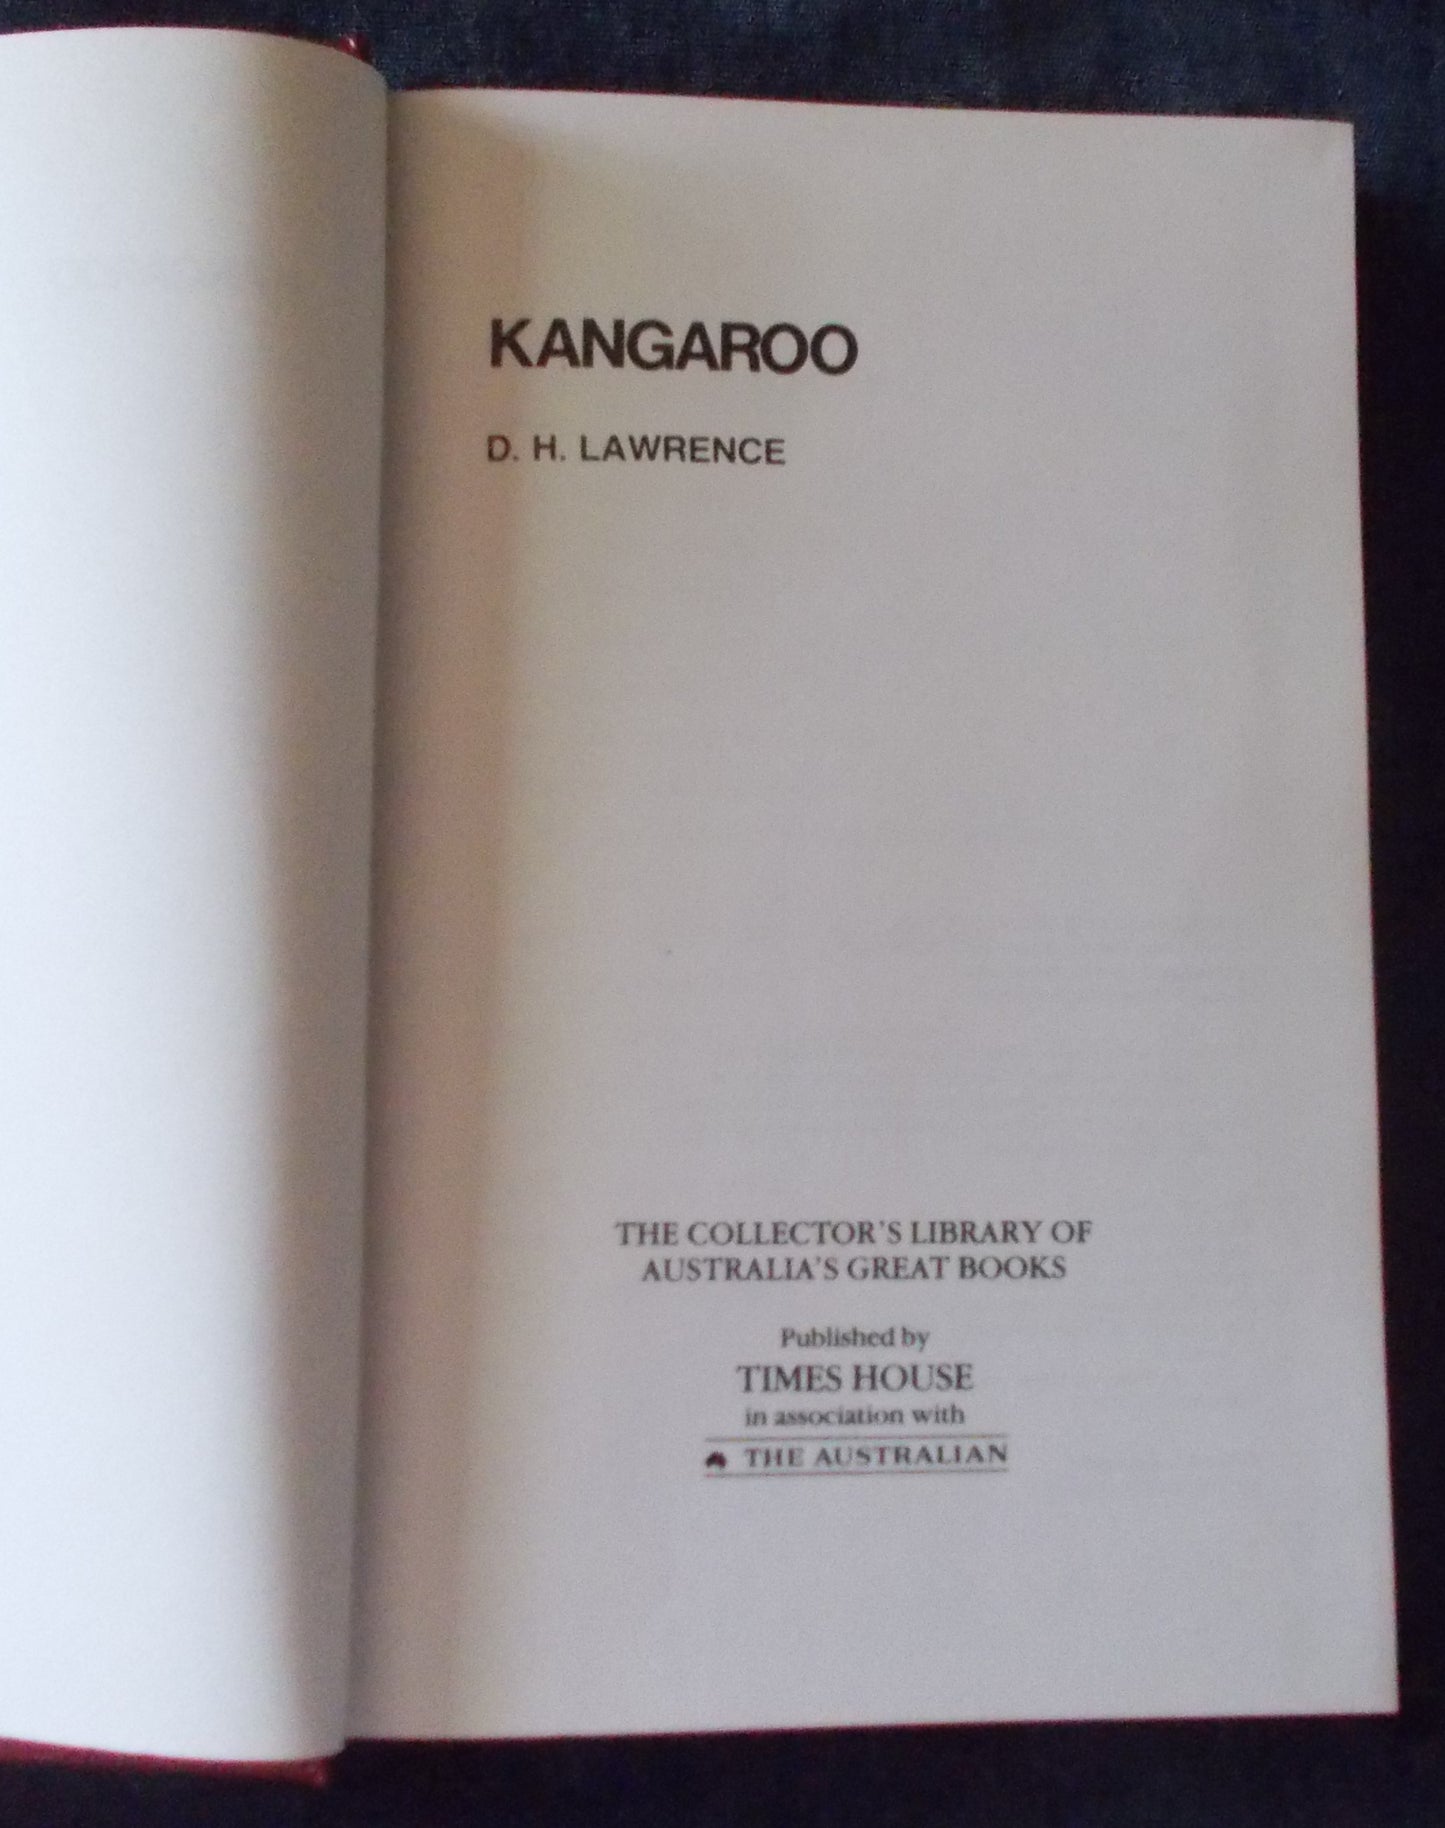 KANGAROO
D. H. LAWRENCE
THE COLLECTOR'S LIBRARY OF
AUSTRALIA'S GREAT BOOKS
Published by
TIMES HOUSE
in association with
THE AUSTRALIAN